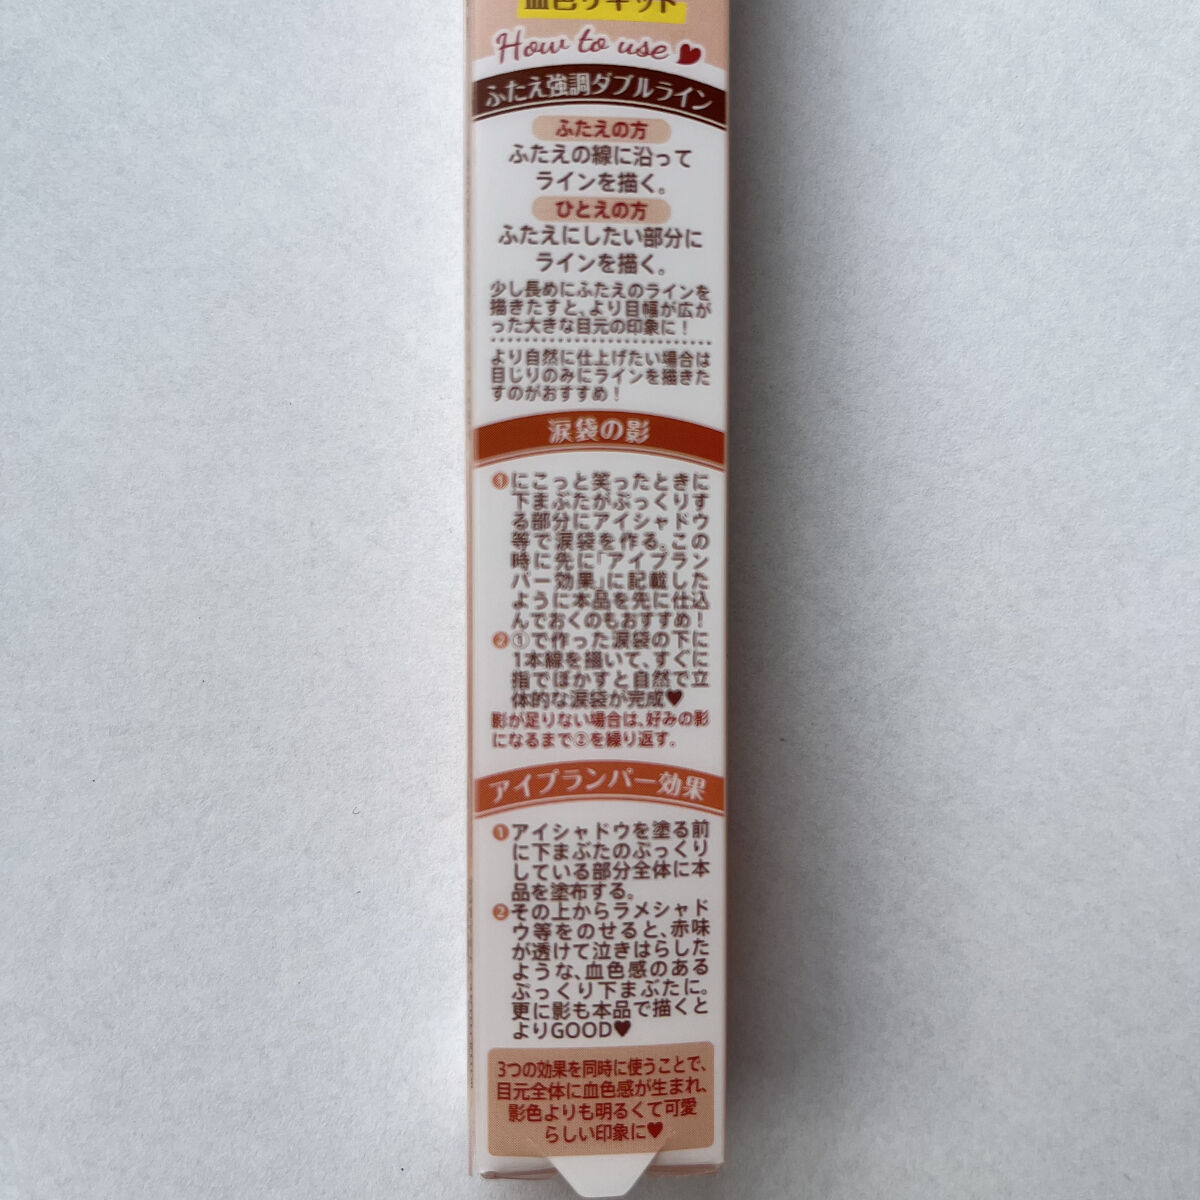 血色リキッド
How to use
ふたえ強調ダブルライン
ふたえの方
ふたえの線に沿って
ラインを描く。
ひとえの方
ふたえにしたい部分に
ラインを描く。
少し長めにふたえのラインを
描きたすと、より目幅が広が
った大きな目元の印象に!
より自然に仕上げたい場合は
目じりのみにラインを描きた
すのがおすすめ!
涙袋の影
❶にこっと笑ったときに
下まぶたがぷっくりす
る部分にアイシャドウ
等で涙袋を作る。この
時に先に「アイプラン
パー効果」に記載した
ように本品を先に仕込
んでおくのもおすすめ!
❷①で作った涙袋の下に
1本線を描いて、すぐに
指でぼかすと自然で立
体的な涙袋が完成♥
影が足りない場合は、好みの影
になるまで②を繰り返す。
アイプランパー効果
❶アイシャドウを塗る前
に下まぶたのぷっくり
している部分全体に本
品を塗布する。
❷その上からラメシャド
ウ等をのせると、赤味
が透けて泣きはらした
ような、血色感のある
ぷっくり下まぶたに。
更に影も本品で描くと
よりGOOD♥
3つの効果を同時に使うことで、
目元全体に血色感が生まれ、
影色よりも明るくて可愛
らしい印象に♥